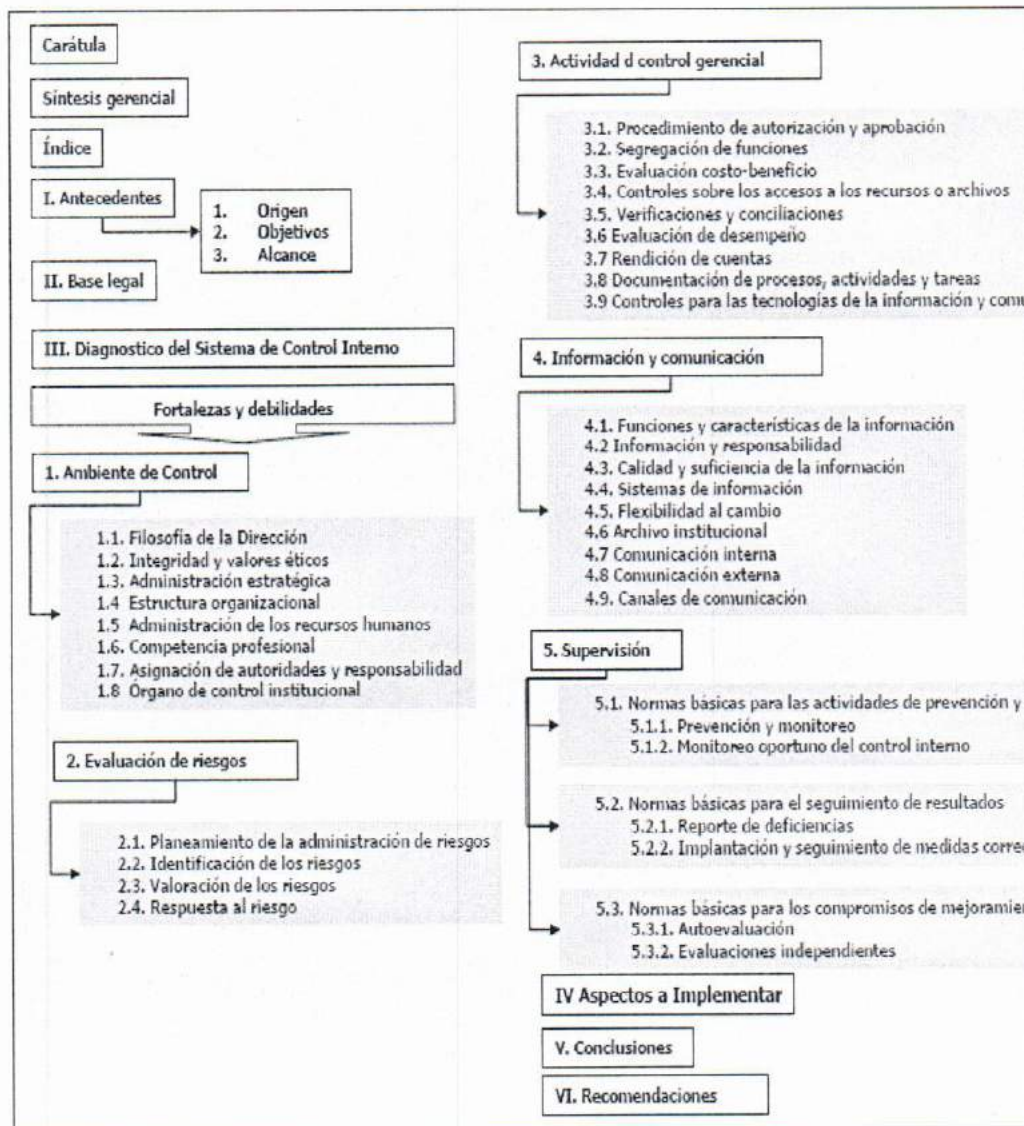 Carátula
Síntesis gerencial
Índice
I. Antecedentes
1. Origen
2. Objetivos
3. Alcance
II. Base legal
III. Diagnostico del Sistema de Control Interno
Fortalezas y debilidades
1. Ambiente de Control
1.1. Filosofía de la Dirección
1.2. Integridad y valores éticos
1.3. Administración estratégica
1.4 Estructura organizacional
1.5 Administración de los recursos humanos
1.6. Competencia profesional
1.7. Asignación de autoridades y responsabilidad
1.8 Órgano de control institucional
2. Evaluación de riesgos
2.1. Planeamiento de la administración de riesgos
2.2. Identificación de los riesgos
2.3. Valoración de los riesgos
2.4. Respuesta al riesgo
3. Actividad d control gerencial
3.1. Procedimiento de autorización y aprobación
3.2. Segregación de funciones
3.3. Evaluación costo-beneficio
3.4. Controles sobre los accesos a los recursos o archivos
3.5. Verificaciones y conciliaciones
3.6 Evaluación de desempeño
3.7 Rendición de cuentas
3.8 Documentación de procesos, actividades y tareas
3.9 Controles para las tecnologías de la información y
4. Información y comunicación
4.1. Funciones y características de la información
4.2 Información y responsabilidad
4.3. Calidad y suficiencia de la información
4.4. Sistemas de información
4.5. Flexibilidad al cambio
4.6 Archivo institucional
4.7 Comunicación interna
4.8 Comunicación externa
4.9. Canales de comunicación
5. Supervisión
5.1. Normas básicas para las actividades de prevención y
5.1.1. Prevención y monitoreo
5.1.2. Monitoreo oportuno del control interno
5.2. Normas básicas para el seguimiento de resultados
5.2.1. Reporte de deficiencias
5.2.2. Implantación y seguimiento de medidas
5.3. Normas básicas para los compromisos de
5.3.1. Autoevaluación
5.3.2. Evaluaciones independientes
IV Aspectos a Implementar
V. Conclusiones
VI. Recomendaciones